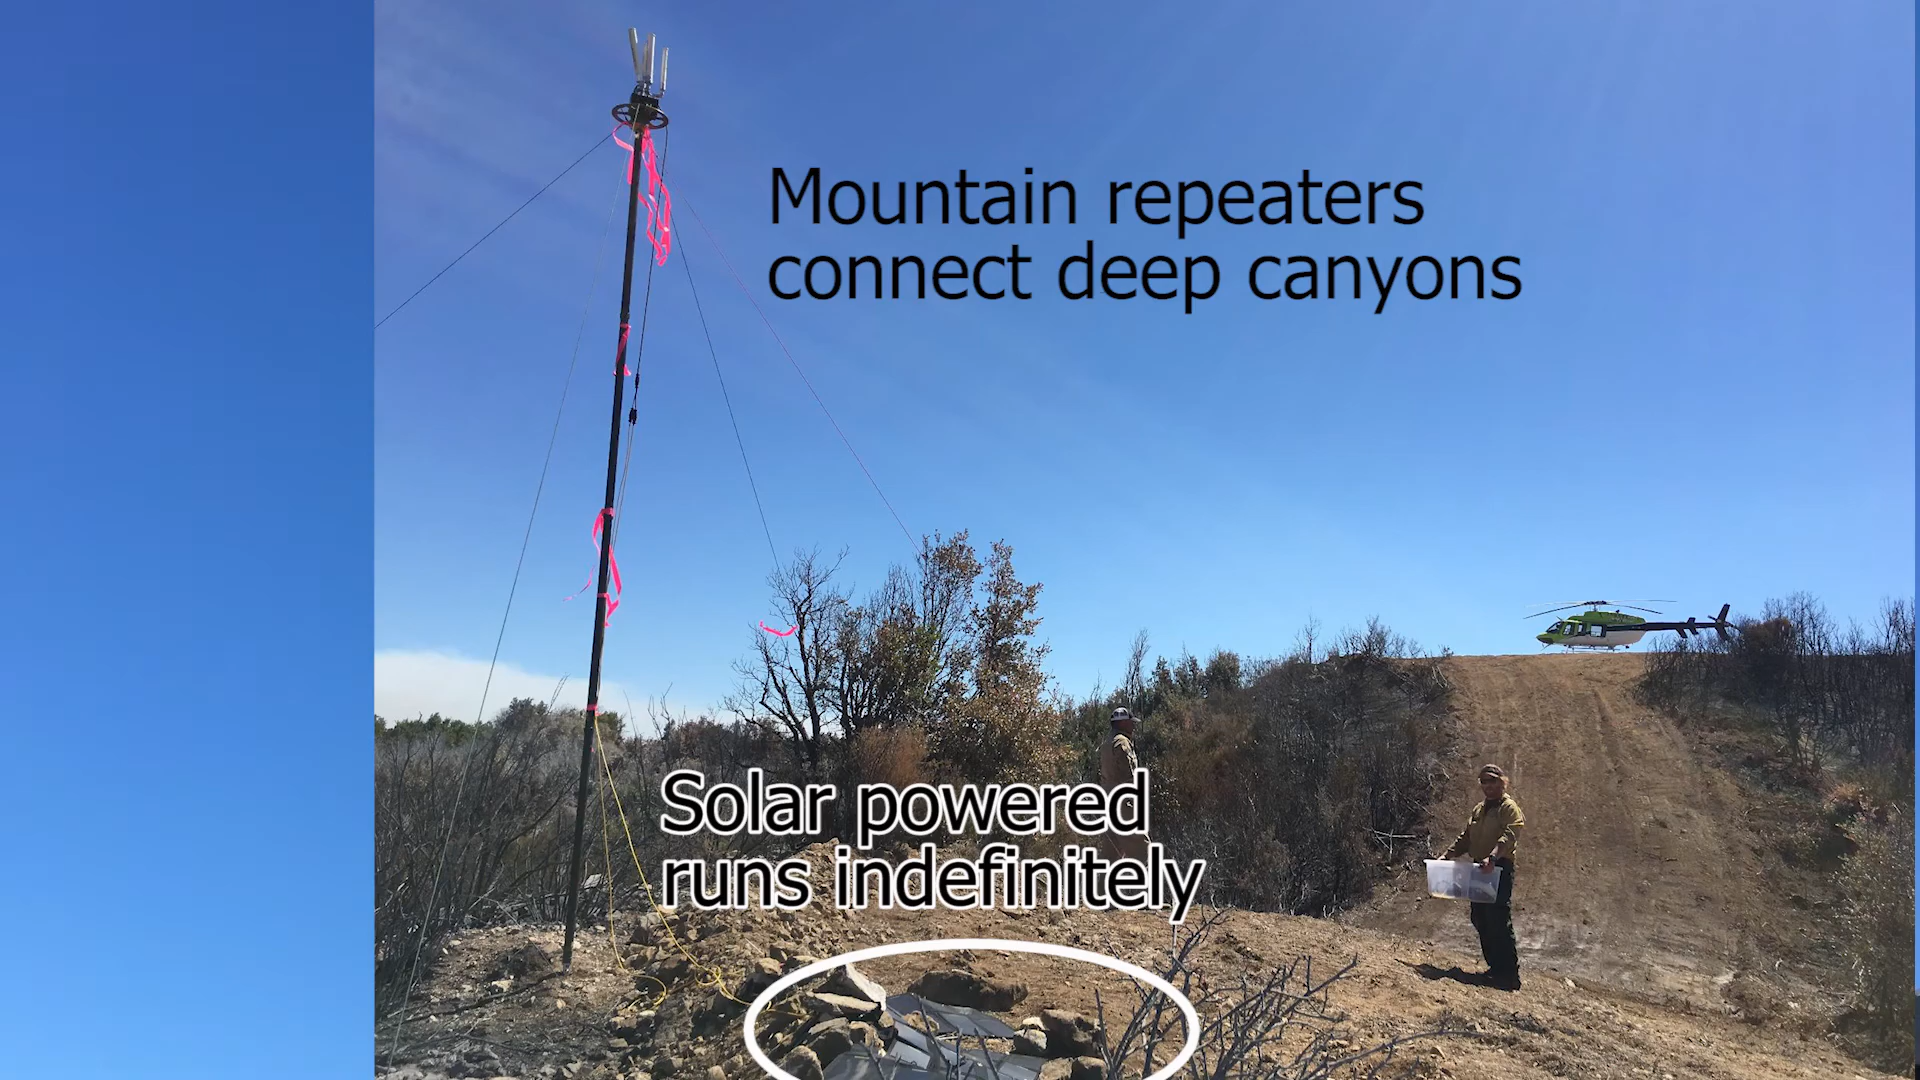 Mountain repeaters
connect deep canyons
Solar powered
runs indefinitely